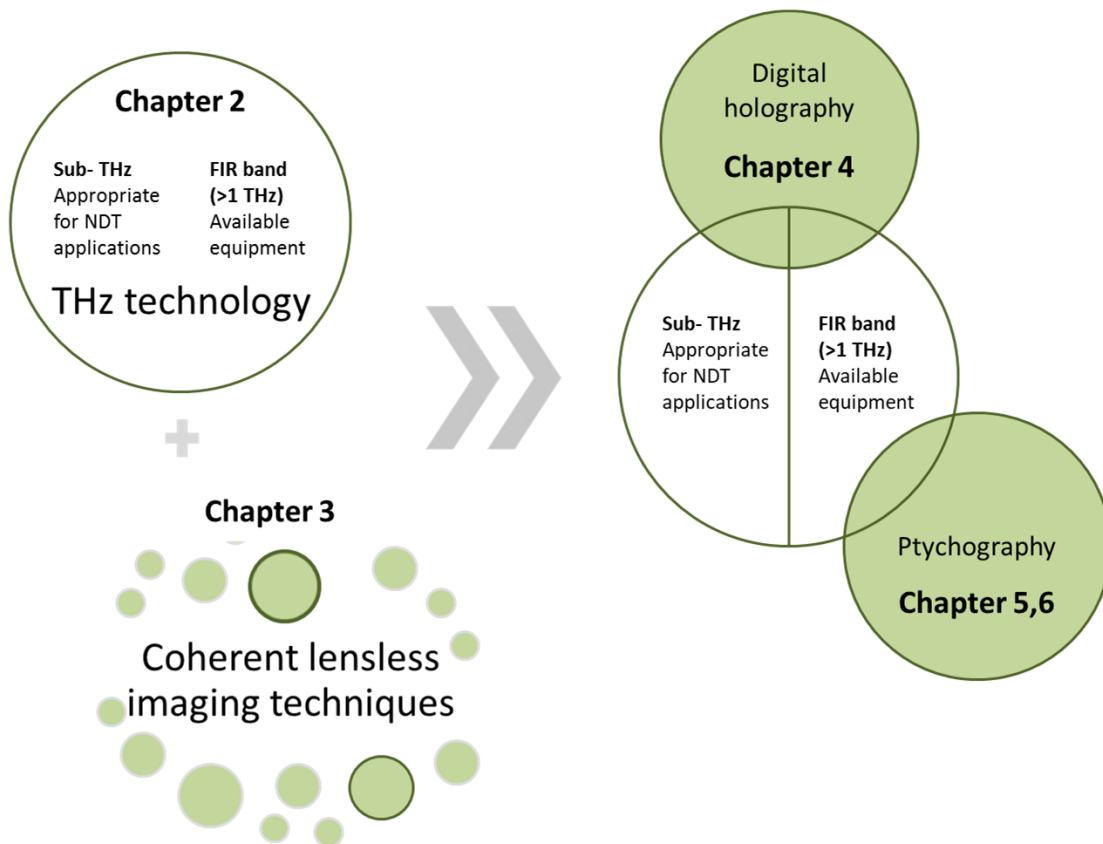 Chapter 2
Sub- THz
Appropriate
for NDT
applications
FIR band
(>1 THz)
Available
equipment
THz technology
+
Chapter 3
Coherent lensless
imaging techniques
Digital
holography
Chapter 4
Sub- THz
Appropriate
for NDT
applications
FIR band
(>1 THz)
Available
equipment
Ptychography
Chapter 5,6